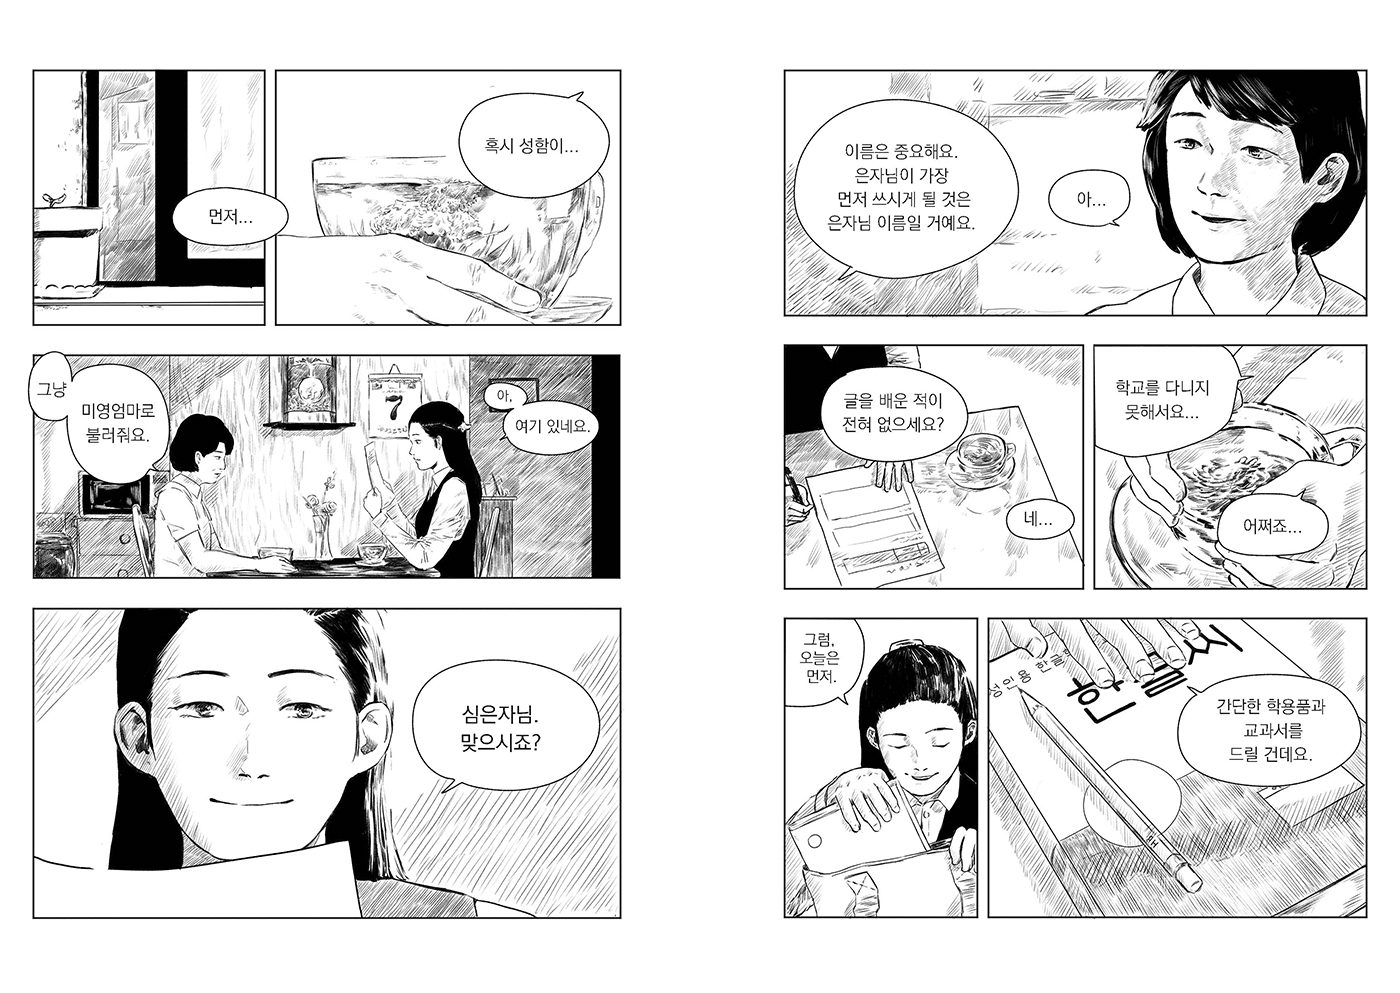 먼저...
혹시 성함이...
그냥
미영엄마로
불러줘요.
7
아,
여기 있네요.
심은자님.
맞으시죠?
이름은 중요해요.
은자님이 가장
먼저 쓰시게 될 것은
은자님 이름일 거예요.
아...
글을 배운 적이
전혀 없으세요?
네...
학교를 다니지
못해서요...
어쩌죠...
그럼,
오늘은
먼저.
성인용 한글
한글씨
간단한 학용품과
교과서를
드릴 건데요.